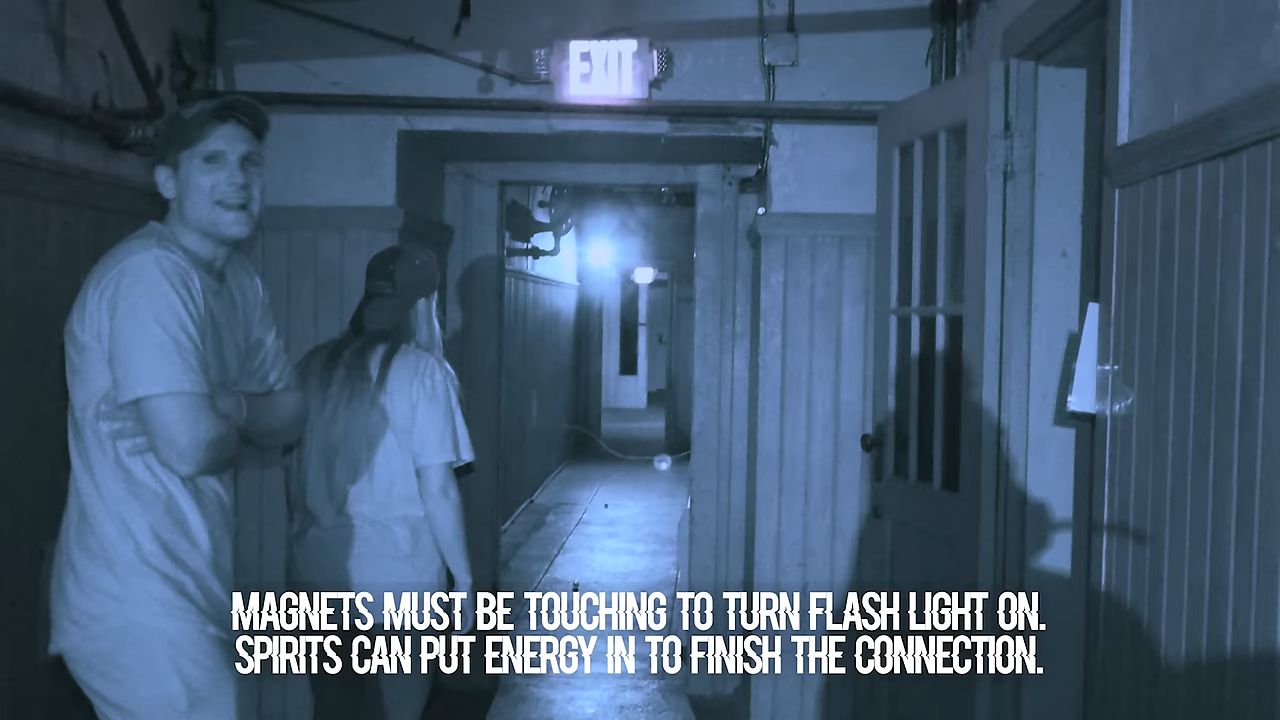 EXIT
MAGNETS MUST BE TOUCHING TO TURN FLASH LIGHT ON.
SPIRITS CAN PUT ENERGY IN TO FINISH THE CONNECTION.